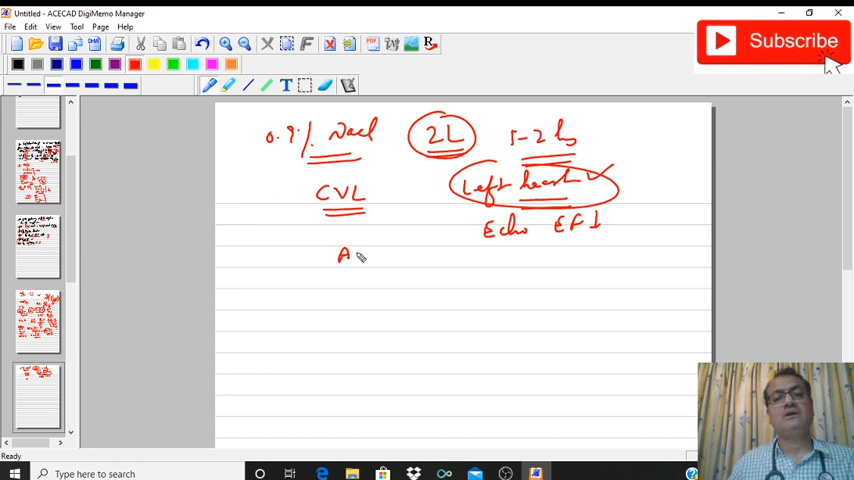 Untitled - ACECAD DigiMemo Manager
File Edit View Tool Page Help
Subscribe
0.9% Nacl 2L 1-2 hs
CVL Left heart
Echo EF↓
A
Ready
Type here to search